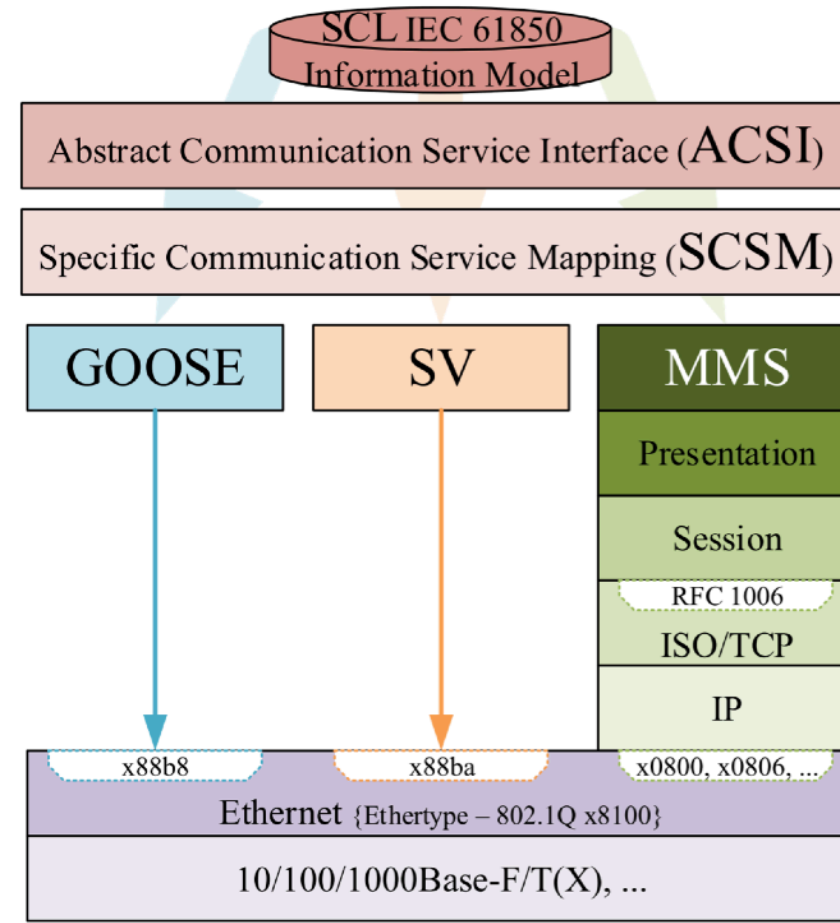 SCL IEC 61850
Information Model
Abstract Communication Service Interface (ACSI)
Specific Communication Service Mapping (SCSM)
GOOSE
SV
MMS
Presentation
Session
RFC 1006
ISO/TCP
IP
x88b8
x88ba
x0800, x0806, ...
Ethernet {Ethertype – 802.1Q x8100}
10/100/1000Base-F/T(X), ...